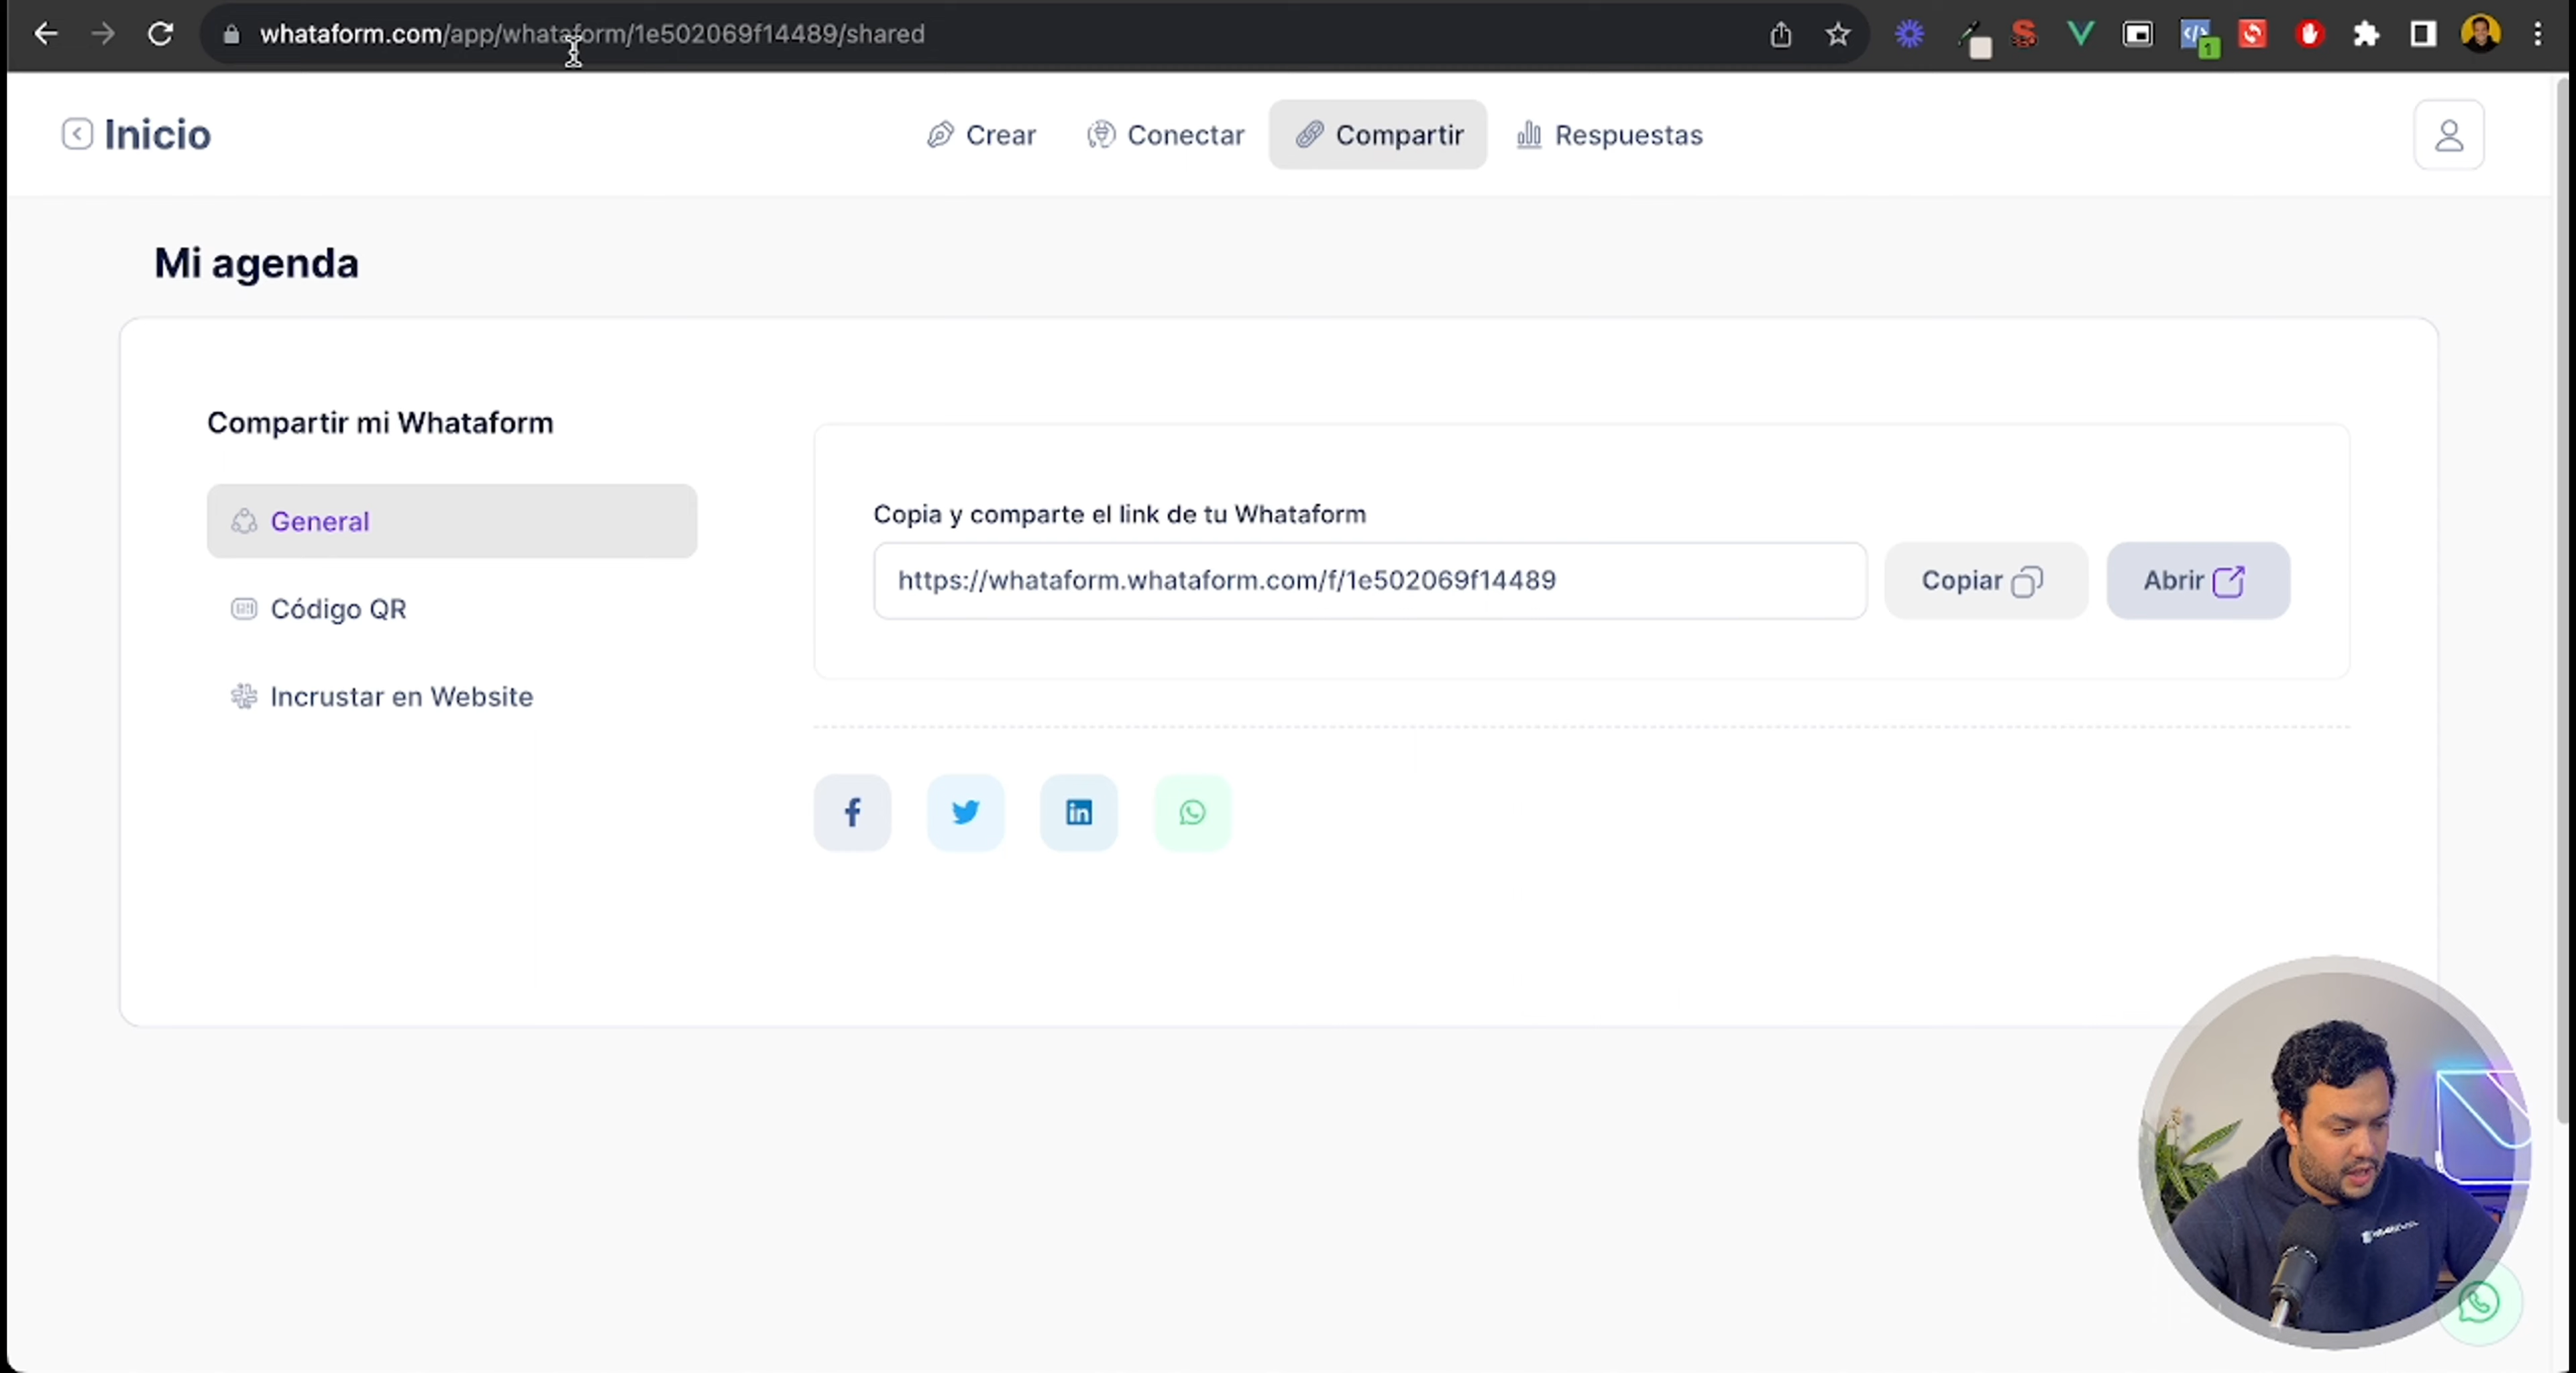 whataform.com/app/whataform/1e502069f14489/shared
1
Inicio
Crear
Conectar
Compartir
Respuestas
Mi agenda
Compartir mi Whataform
General
Código QR
Incrustar en Website
Copia y comparte el link de tu Whataform
https://whataform.whataform.com/f/1e502069f14489
Copiar
Abrir